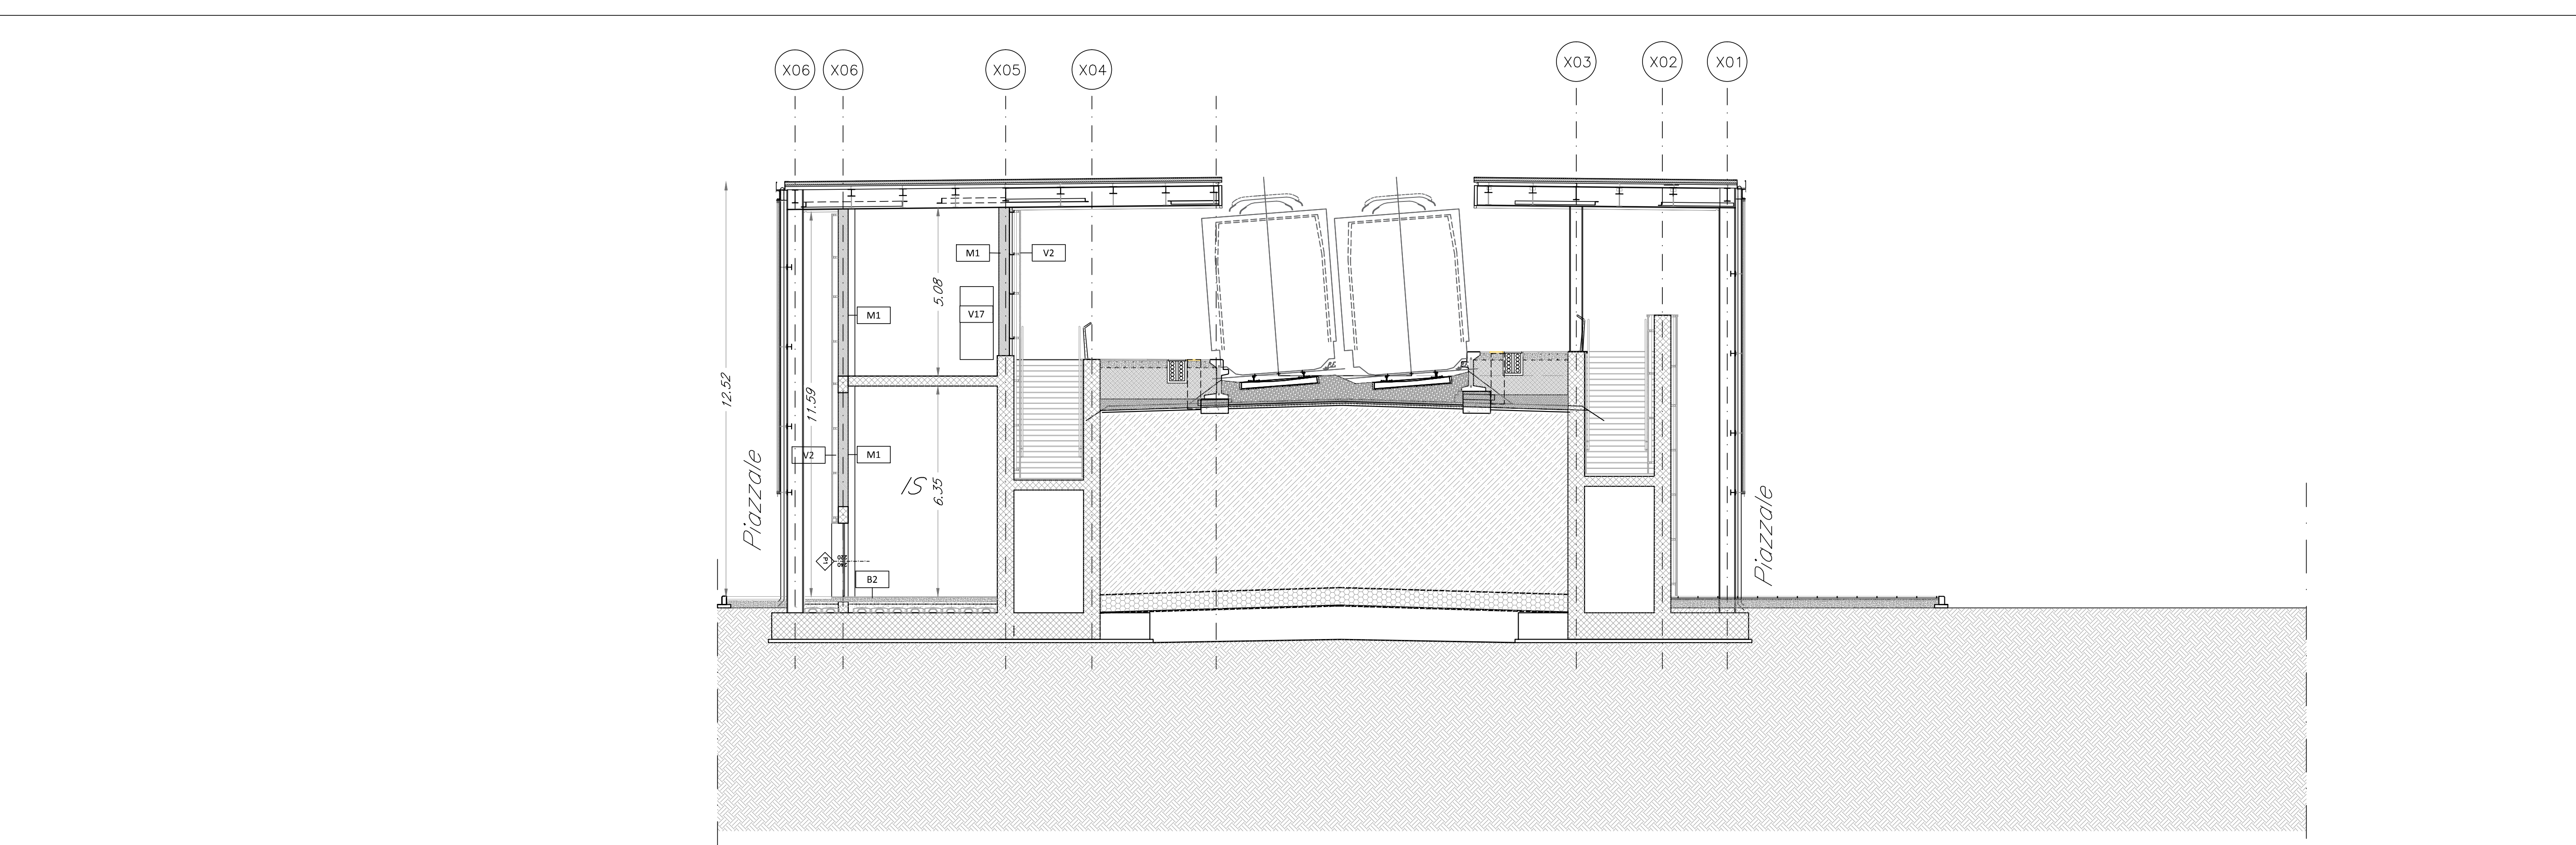 X06
X06
X05
X04
X03
X02
X01
M1
V2
5.08
V17
M1
12.52
11.59
Piazzale
V2
M1
IS
6.35
Piazzale
B2